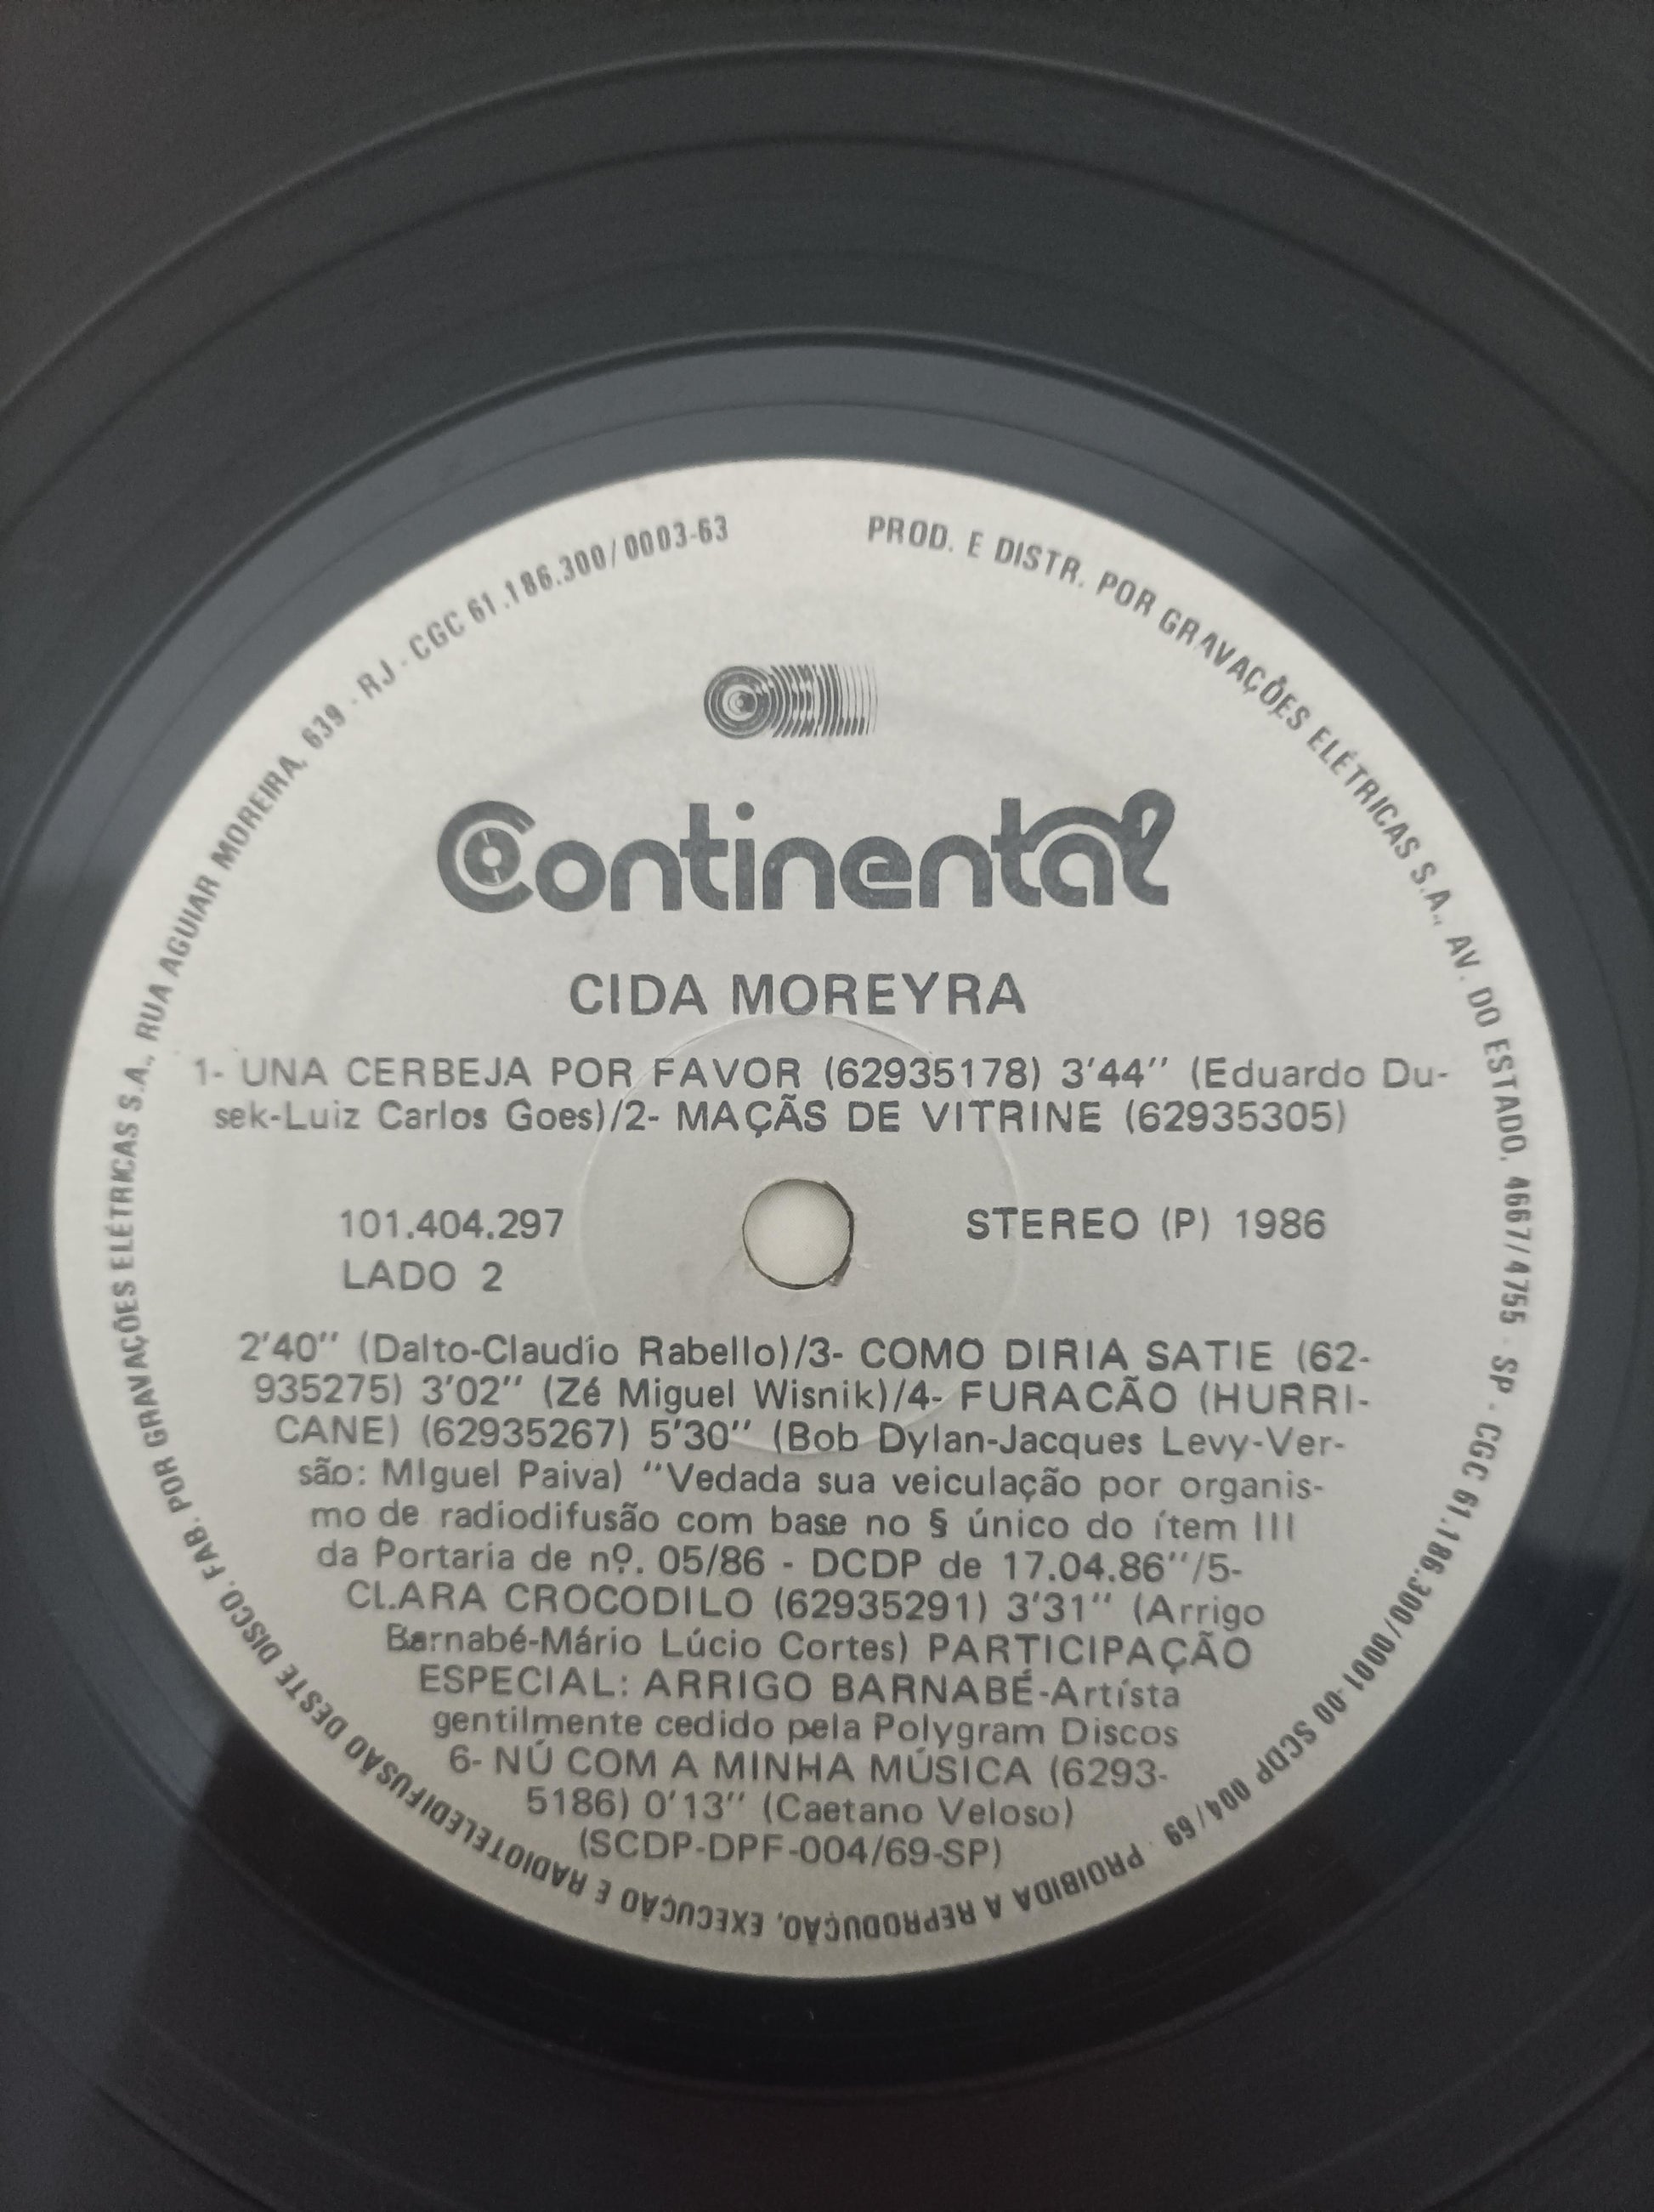 PROD. E DISTR. POR GRAVAÇÕES ELÉTRICAS S.A., AV. DO ESTADO, 4667/4755 - SP - CGC 61.186.300/0001-00 SCDP 004/69 - PROIBIDA A REPRODUÇÃO, EXECUÇÃO E RADIOTELEDIFUSÃO DESTE DISCO. FAB. POR GRAVAÇÕES ELÉTRICAS S.A., RUA AGUIAR MOREIRA, 639 - RJ - CGC 61.186.300/0003-63
Continental
CIDA MOREYRA
1- UNA CERBEJA POR FAVOR (62935178) 3'44'' (Eduardo Du-
sek-Luiz Carlos Goes)/2- MAÇÃS DE VITRINE (62935305)
101.404.297
LADO 2
STEREO (P) 1986
2'40'' (Dalto-Claudio Rabello)/3- COMO DIRIA SATIE (62-
935275) 3'02'' (Zé Miguel Wisnik)/4- FURACÃO (HURRI-
CANE) (62935267) 5'30'' (Bob Dylan-Jacques Levy-Ver-
são: MIguel Paiva) ''Vedada sua veiculação por organis-
mo de radiodifusão com base no § único do ítem III
da Portaria de nº. 05/86 - DCDP de 17.04.86''/5-
CLARA CROCODILO (62935291) 3'31'' (Arrigo
Barnabé-Mário Lúcio Cortes) PARTICIPAÇÃO
ESPECIAL: ARRIGO BARNABÉ-Artísta
gentilmente cedido pela Polygram Discos
6- NÚ COM A MINHA MÚSICA (6293-
5186) 0'13'' (Caetano Veloso)
(SCDP-DPF-004/69-SP)